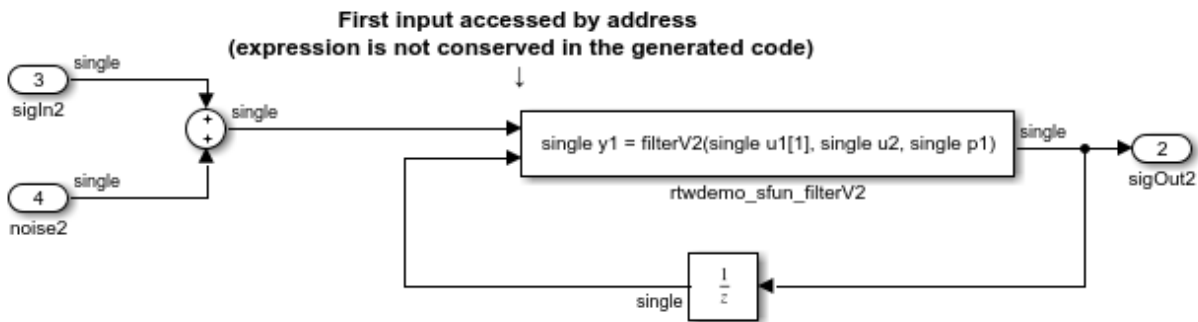 First input accessed by address
(expression is not conserved in the generated code)
↓
single
3
sigIn2
+
+
single
single
4
noise2
single y1 = filterV2(single u1[1], single u2, single p1)
rtwdemo_sfun_filterV2
single
2
sigOut2
1
z
single